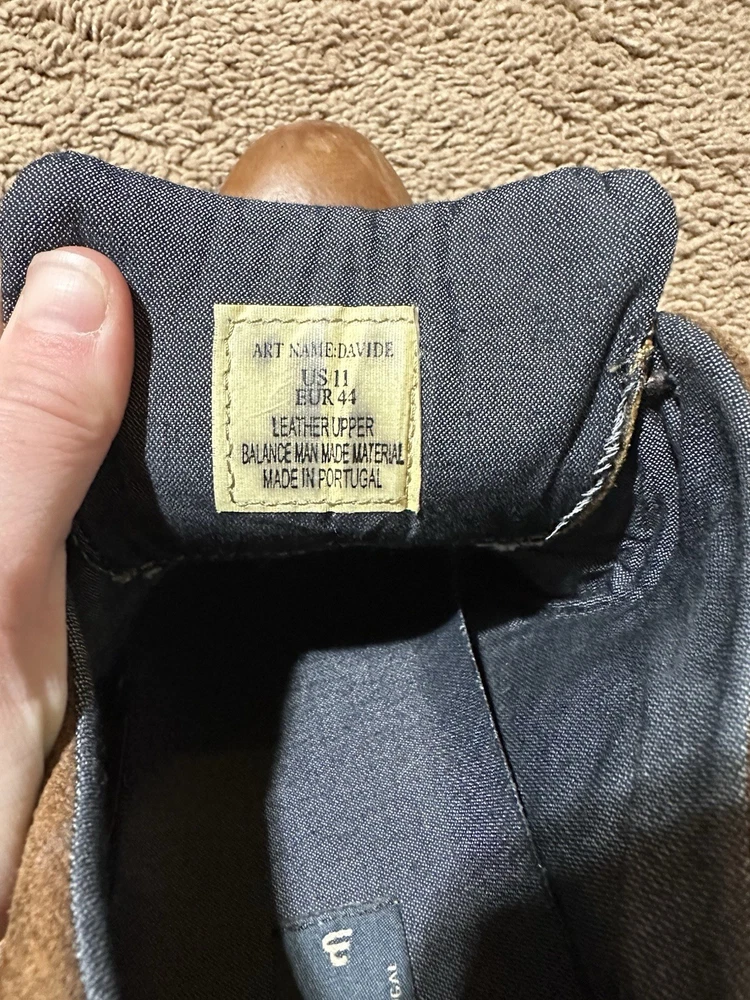 ART NAME:DAVIDE
US 11
EUR 44
LEATHER UPPER
BALANCE MAN MADE MATERIAL
MADE IN PORTUGAL